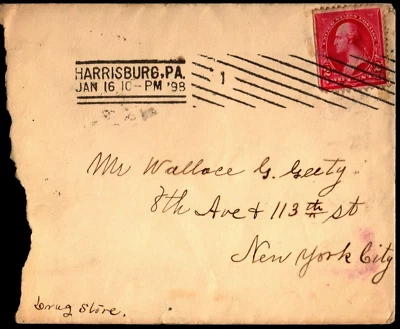 HARRISBURG, PA.
JAN 16 10-PM '98
1
Mr Wallace G. Geety
8th Ave & 113th st
New York City
Drug Store.